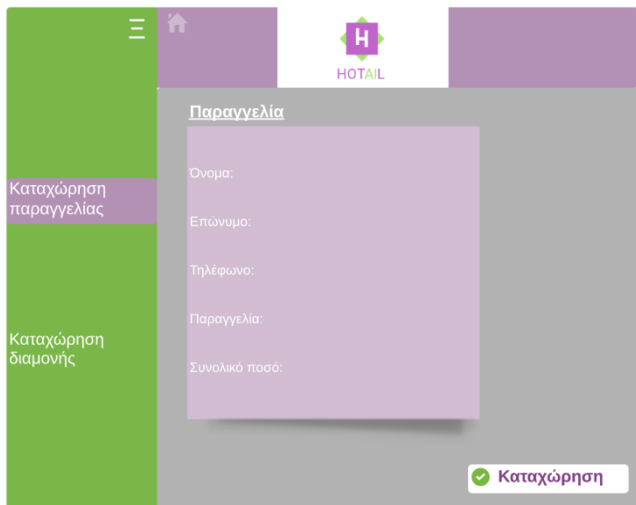 H
HOTAIL
Καταχώρηση
παραγγελίας
Καταχώρηση
διαμονής
Παραγγελία
Όνομα:
Επώνυμο:
Τηλέφωνο:
Παραγγελία:
Συνολικό ποσό:
Καταχώρηση